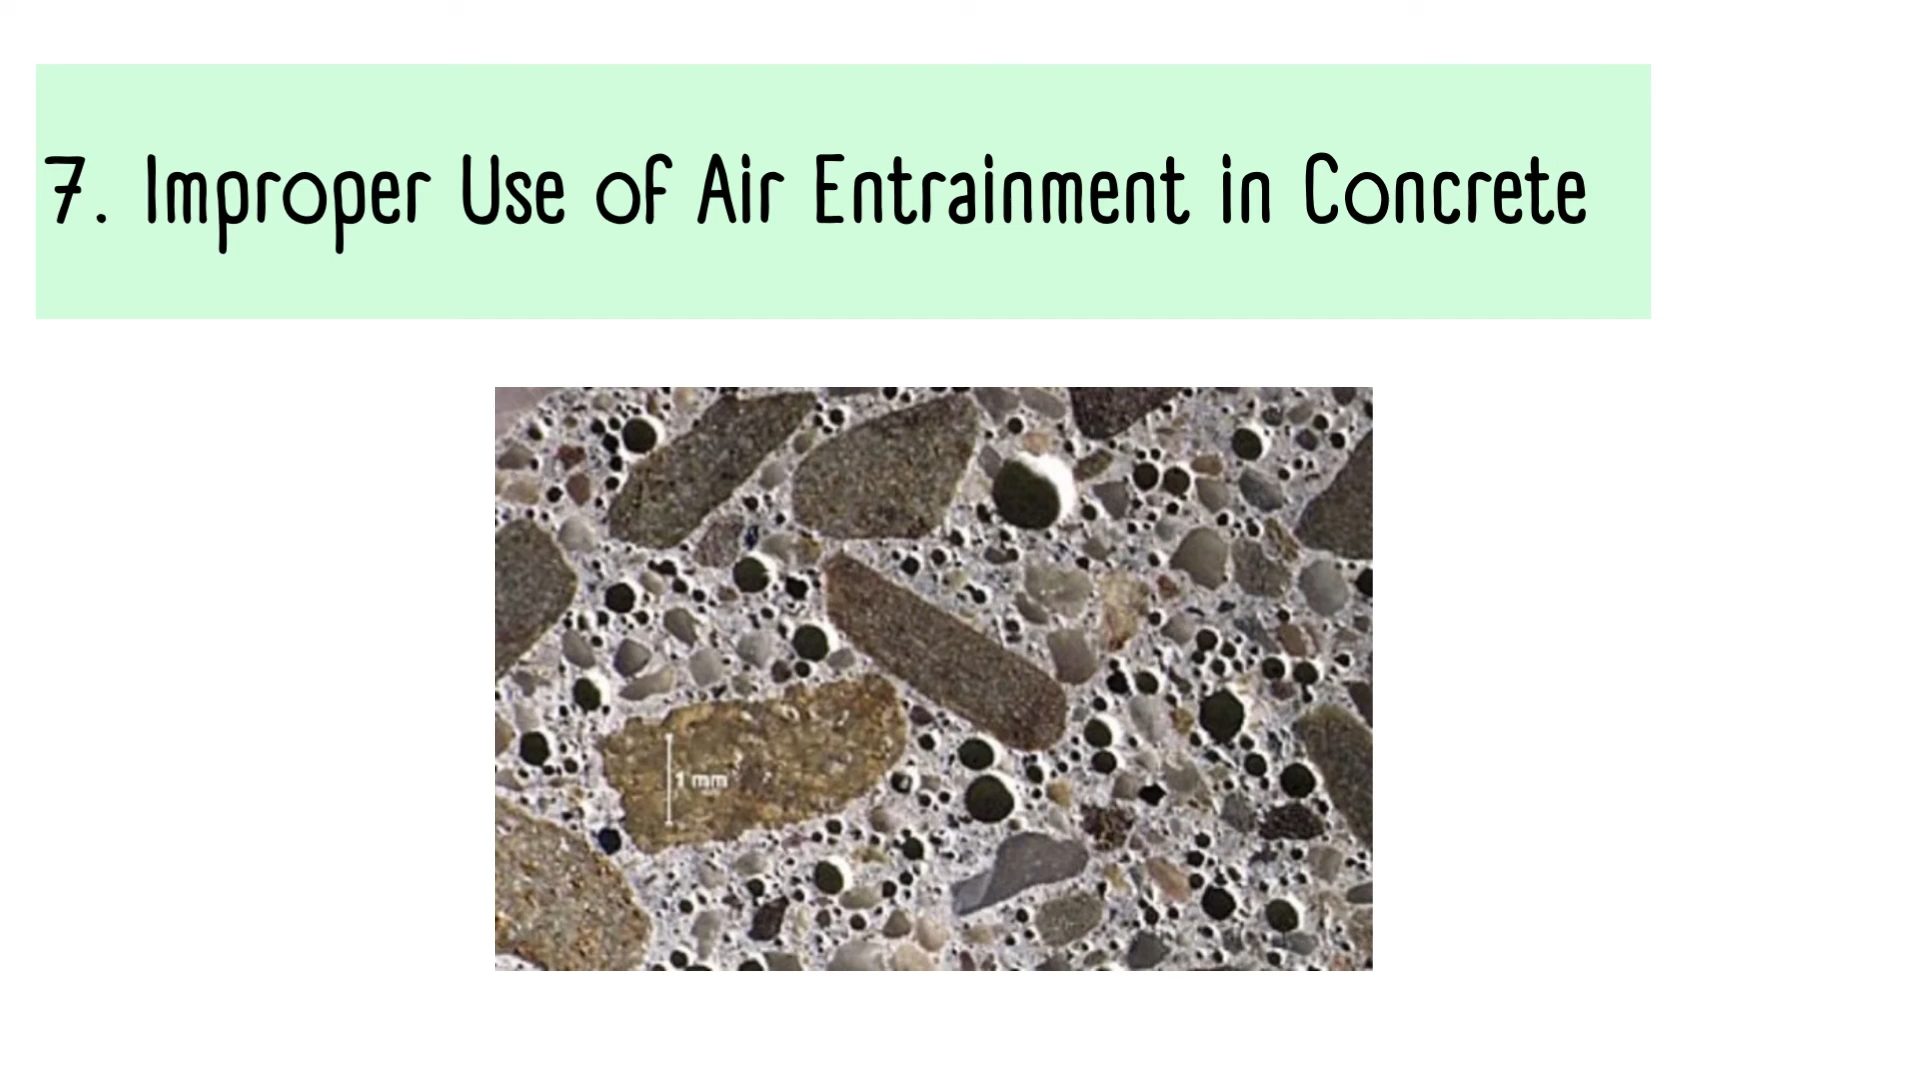 7. Improper Use of Air Entrainment in Concrete
1 mm